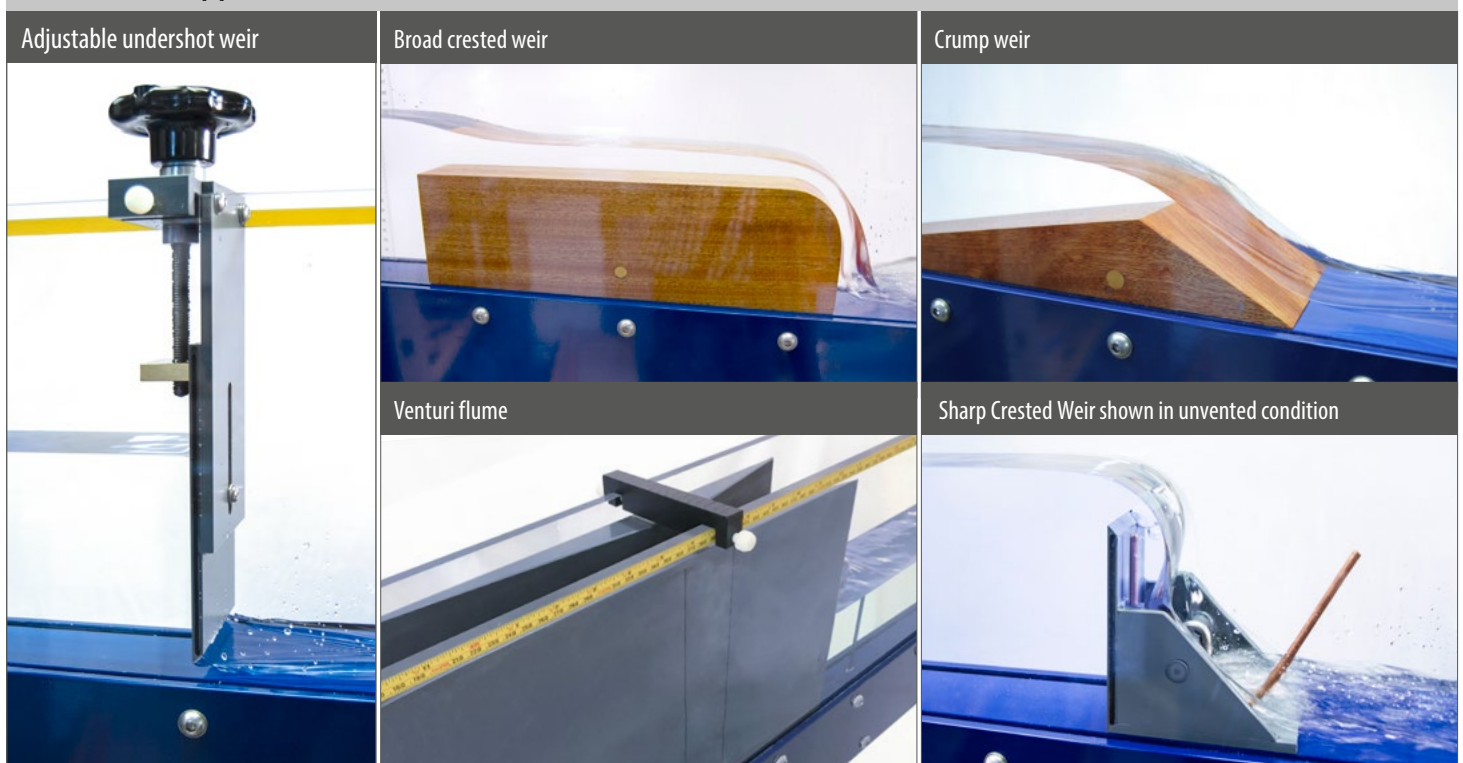 Adjustable undershot weir
Broad crested weir
Crump weir
Venturi flume
Sharp Crested Weir shown in unvented condition